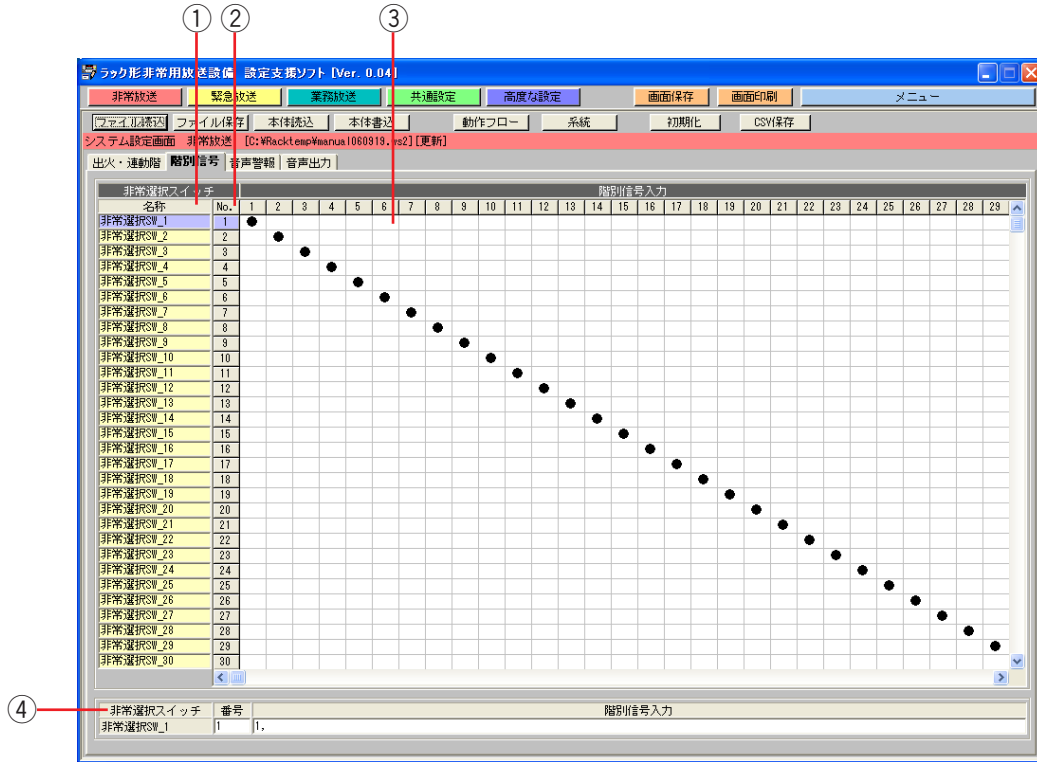 ① ② ③
ラック形非常用放送設備 設定支援ソフト [Ver. 0.04]
非常放送 緊急放送 業務放送 共通設定 高度な設定 画面保存 画面印刷 メニュー
ファイル読込 ファイル保存 本体読込 本体書込 動作フロー 系統 初期化 CSV保存
システム設定画面 非常放送 [C:¥Racktemp¥manual060919.vs2][更新]
出火・連動階 階別信号 音声警報 音声出力
非常選択スイッチ 階別信号入力
名称 No. 1 2 3 4 5 6 7 8 9 10 11 12 13 14 15 16 17 18 19 20 21 22 23 24 25 26 27 28 29
非常選択SW_1 1
非常選択SW_2 2
非常選択SW_3 3
非常選択SW_4 4
非常選択SW_5 5
非常選択SW_6 6
非常選択SW_7 7
非常選択SW_8 8
非常選択SW_9 9
非常選択SW_10 10
非常選択SW_11 11
非常選択SW_12 12
非常選択SW_13 13
非常選択SW_14 14
非常選択SW_15 15
非常選択SW_16 16
非常選択SW_17 17
非常選択SW_18 18
非常選択SW_19 19
非常選択SW_20 20
非常選択SW_21 21
非常選択SW_22 22
非常選択SW_23 23
非常選択SW_24 24
非常選択SW_25 25
非常選択SW_26 26
非常選択SW_27 27
非常選択SW_28 28
非常選択SW_29 29
非常選択SW_30 30
④ 非常選択スイッチ 番号 階別信号入力
非常選択SW_1 1 1,